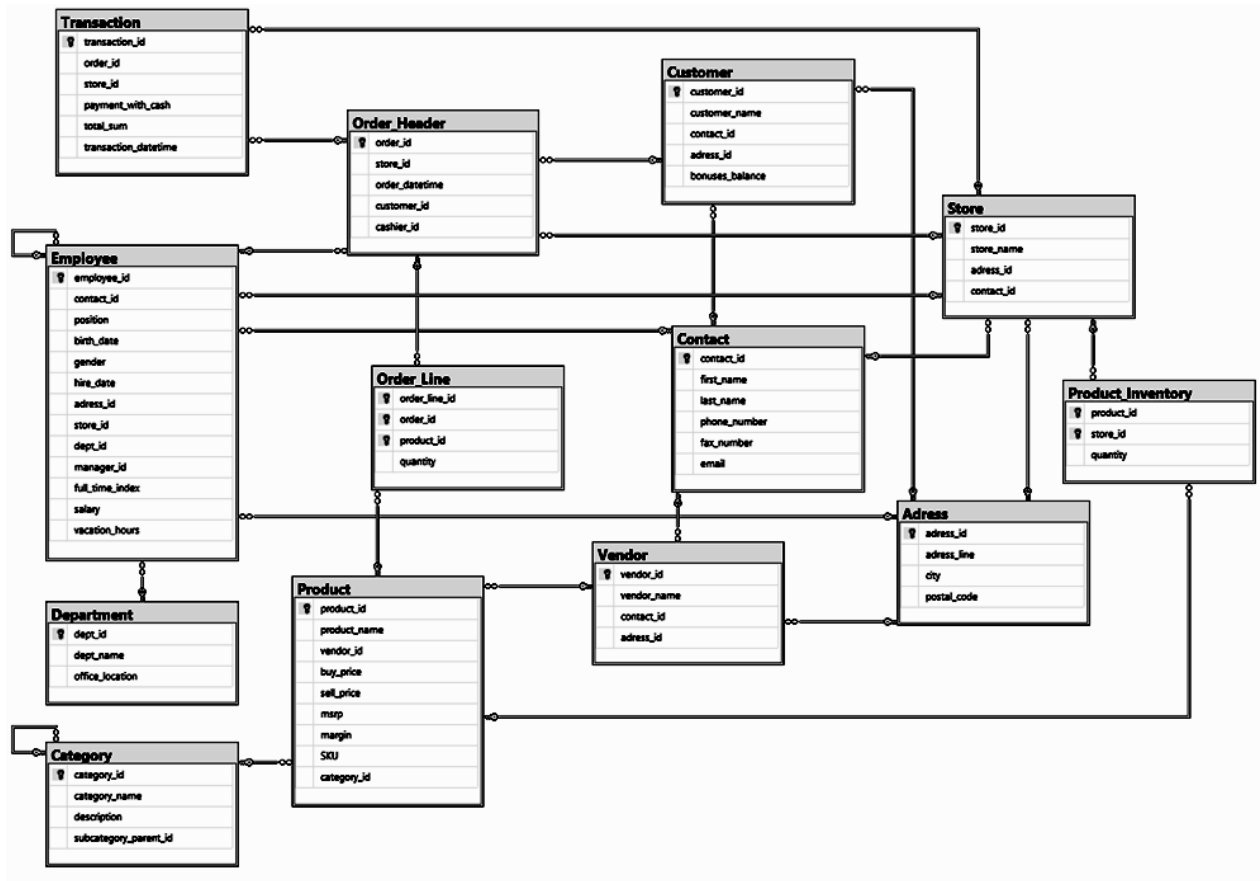 Transaction
transaction_id
order_id
store_id
payment_with_cash
total_sum
transaction_datetime
Order_Header
order_id
store_id
order_datetime
customer_id
cashier_id
Customer
customer_id
customer_name
contact_id
adress_id
bonuses_balance
Store
store_id
store_name
adress_id
contact_id
Employee
employee_id
contact_id
position
birth_date
gender
hire_date
adress_id
store_id
dept_id
manager_id
full_time_index
salary
vacation_hours
Order_Line
order_line_id
order_id
product_id
quantity
Contact
contact_id
first_name
last_name
phone_number
fax_number
email
Product_Inventory
product_id
store_id
quantity
Adress
adress_id
adress_line
city
postal_code
Vendor
vendor_id
vendor_name
contact_id
adress_id
Product
product_id
product_name
vendor_id
buy_price
sell_price
msrp
margin
SKU
category_id
Department
dept_id
dept_name
office_location
Category
category_id
category_name
description
subcategory_parent_id